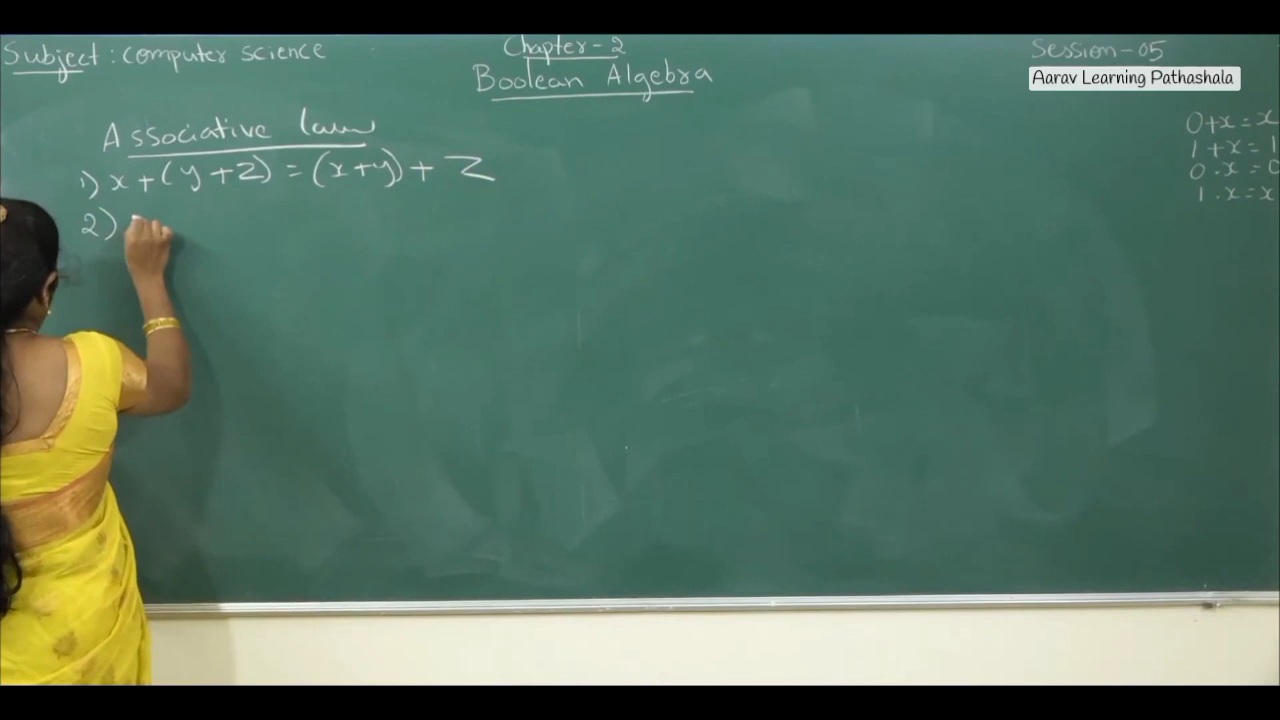 Subject : computer science
Chapter - 2
Boolean Algebra
Session - 05
Aarav Learning Pathashala
Associative law
1) x + (y + z) = (x + y) + z
2)
0 + x = x
1 + x = 1
0 . x = 0
1 . x = x